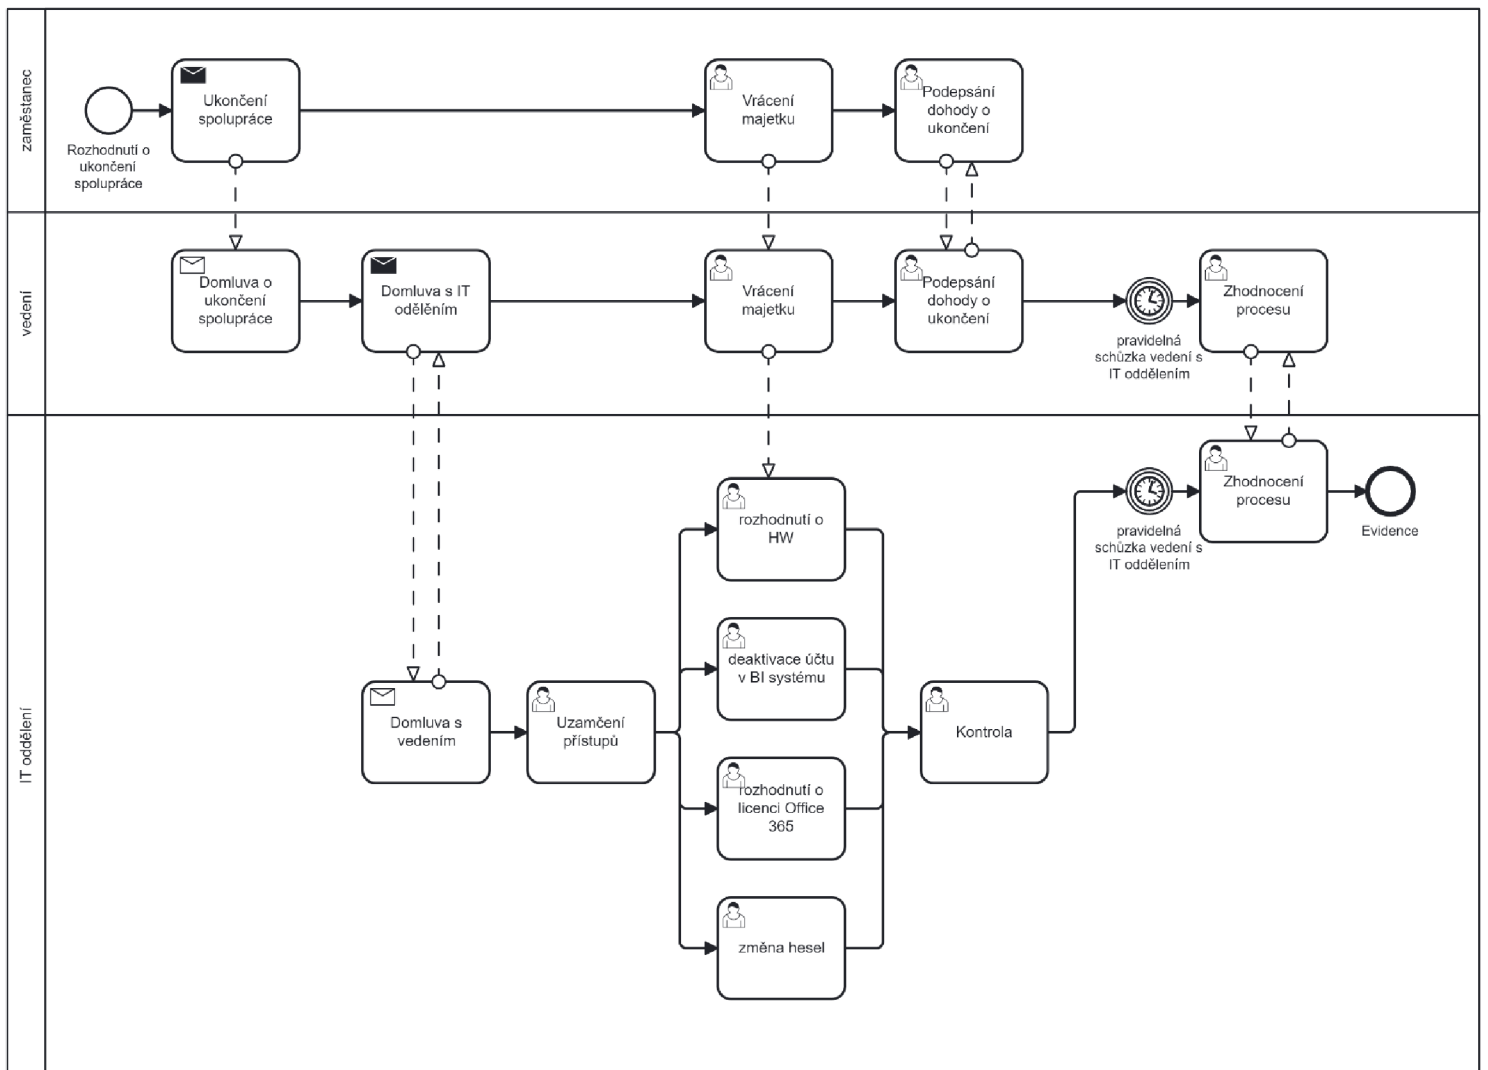 zaměstanec
Rozhodnutí o
ukončení
spolupráce
Ukončení
spolupráce
Vrácení
majetku
Podepsání
dohody o
ukončení
vedení
Domluva o
ukončení
spolupráce
Domluva s IT
odělěním
Vrácení
majetku
Podepsání
dohody o
ukončení
pravidelná
schůzka vedení s
IT oddělením
Zhodnocení
procesu
IT oddělení
Domluva s
vedením
Uzamčení
přístupů
rozhodnutí o
HW
deaktivace účtu
v BI systému
rozhodnutí o
licenci Office
365
změna hesel
Kontrola
pravidelná
schůzka vedení s
IT oddělením
Zhodnocení
procesu
Evidence